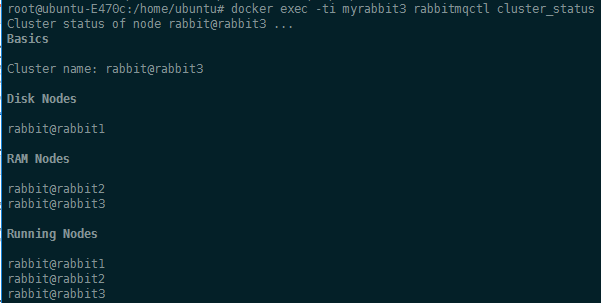 root@ubuntu-E470c:/home/ubuntu# docker exec -ti myrabbit3 rabbitmqctl cluster_status
Cluster status of node rabbit@rabbit3 ...
Basics
Cluster name: rabbit@rabbit3
Disk Nodes
rabbit@rabbit1
RAM Nodes
rabbit@rabbit2
rabbit@rabbit3
Running Nodes
rabbit@rabbit1
rabbit@rabbit2
rabbit@rabbit3